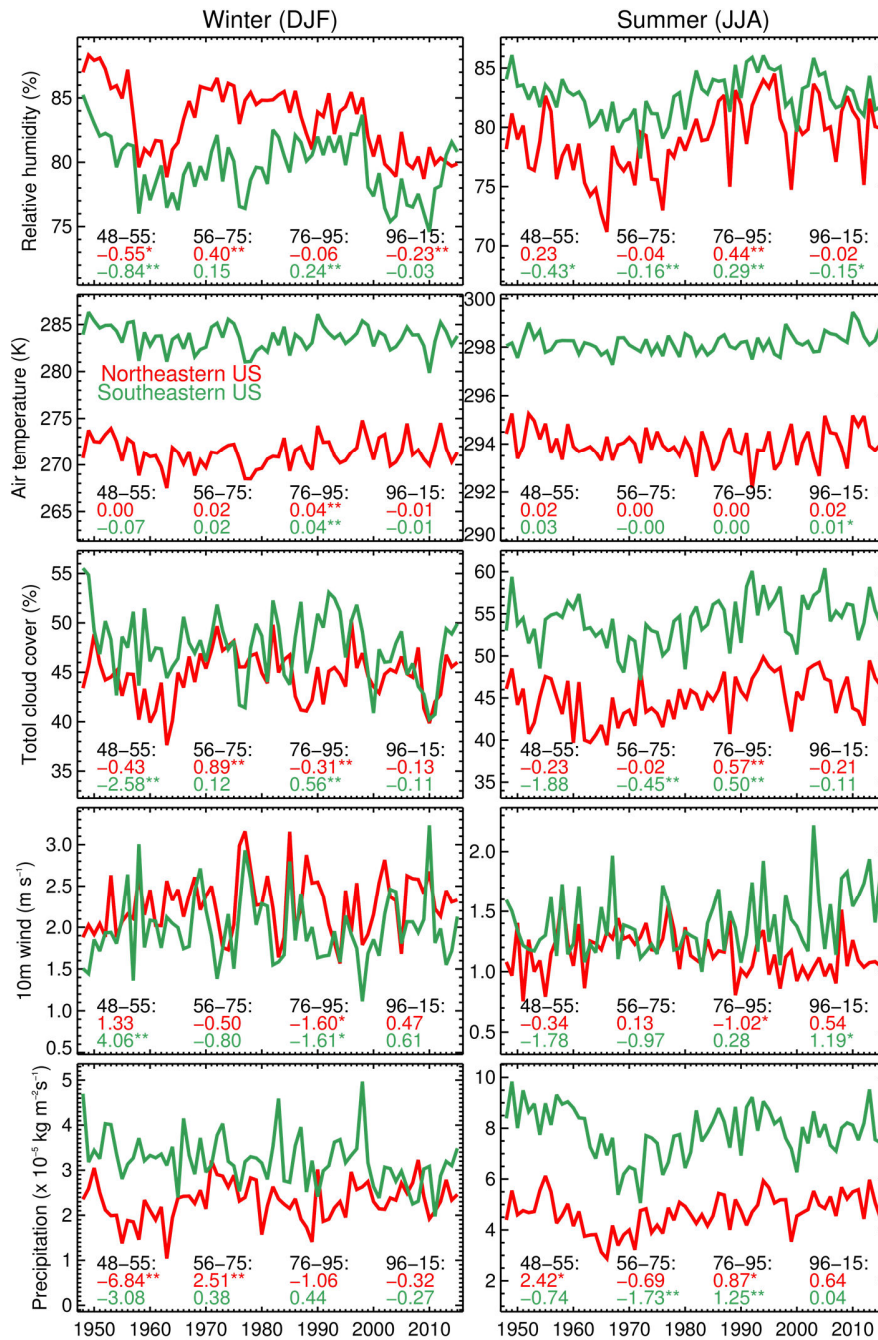 Winter (DJF) Summer (JJA)
Relative humidity (%)
85
80
75
48−55: 56−75: 76−95: 96−15:
−0.55* 0.40** −0.06 −0.23**
−0.84** 0.15 0.24** −0.03
85
80
75
70
48−55: 56−75: 76−95: 96−15:
0.23 −0.04 0.44** −0.02
−0.43* −0.16** 0.29** −0.15*
Air temperature (K)
285
280
275
270
265
Northeastern US
Southeastern US
48−55: 56−75: 76−95: 96−15:
0.00 0.02 0.04** −0.01
−0.07 0.02 0.04** −0.01
300
298
296
294
292
290
48−55: 56−75: 76−95: 96−15:
0.02 0.00 0.00 0.02
0.03 −0.00 0.00 0.01*
Totol cloud cover (%)
55
50
45
40
35
48−55: 56−75: 76−95: 96−15:
−0.43 0.89** −0.31** −0.13
−2.58** 0.12 0.56** −0.11
60
55
50
45
40
35
48−55: 56−75: 76−95: 96−15:
−0.23 −0.02 0.57** −0.21
−1.88 −0.45** 0.50** −0.11
10m wind (m s⁻¹)
3.0
2.5
2.0
1.5
1.0
0.5
48−55: 56−75: 76−95: 96−15:
1.33 −0.50 −1.60* 0.47
4.06** −0.80 −1.61* 0.61
2.0
1.5
1.0
0.5
48−55: 56−75: 76−95: 96−15:
−0.34 0.13 −1.02* 0.54
−1.78 −0.97 0.28 1.19*
Precipitation (x 10⁻⁵ kg m⁻²s⁻¹)
5
4
3
2
1
0
48−55: 56−75: 76−95: 96−15:
−6.84** 2.51** −1.06 −0.32
−3.08 0.38 0.44 −0.27
1950 1960 1970 1980 1990 2000 2010
10
8
6
4
2
48−55: 56−75: 76−95: 96−15:
2.42* −0.69 0.87* 0.64
−0.74 −1.73** 1.25** 0.04
1950 1960 1970 1980 1990 2000 2010